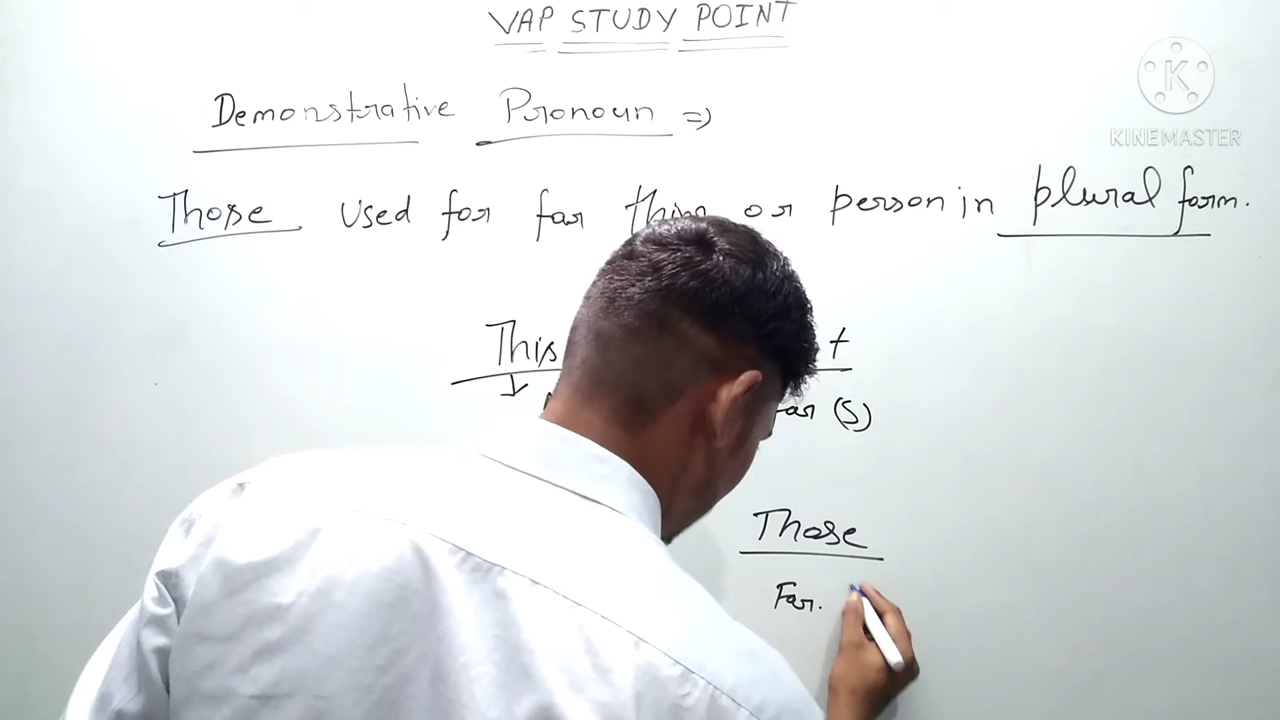 VAP STUDY POINT
Demonstrative Pronoun =>
K
KINEMASTER
Those used for far thing or person in plural form.
This
(S)
Those
Far.